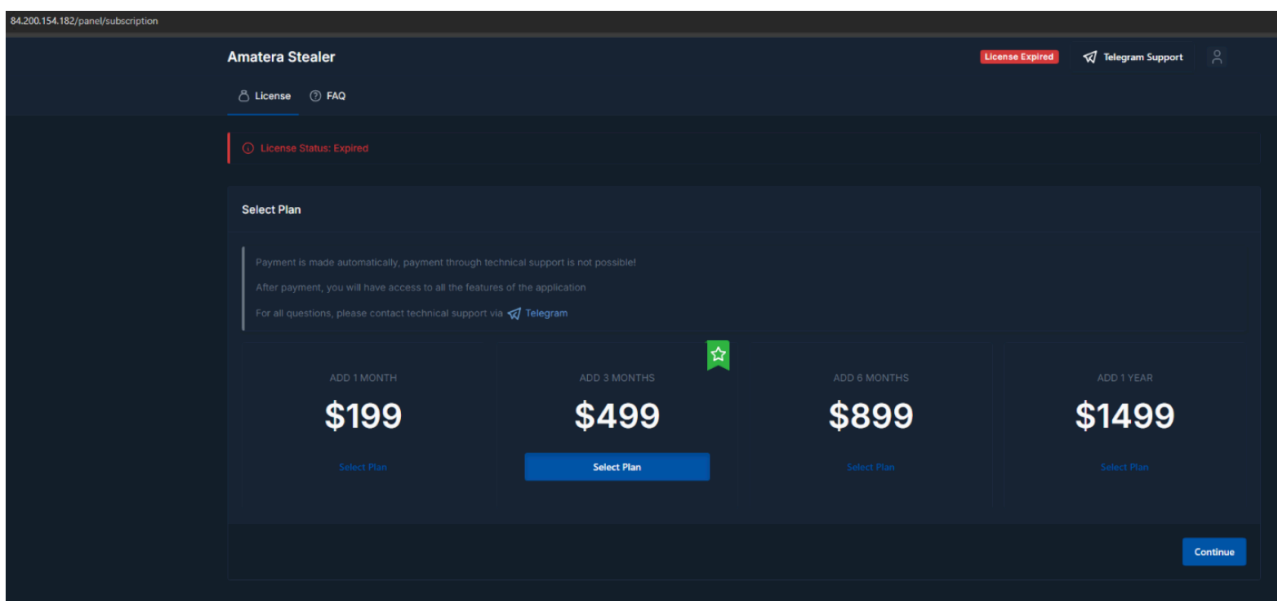 84.200.154.182/panel/subscription
Amatera Stealer
License Expired
Telegram Support
License
FAQ
License Status: Expired
Select Plan
Payment is made automatically, payment through technical support is not possible!
After payment, you will have access to all the features of the application
For all questions, please contact technical support via Telegram
ADD 1 MONTH
$199
Select Plan
ADD 3 MONTHS
$499
Select Plan
ADD 6 MONTHS
$899
Select Plan
ADD 1 YEAR
$1499
Select Plan
Continue